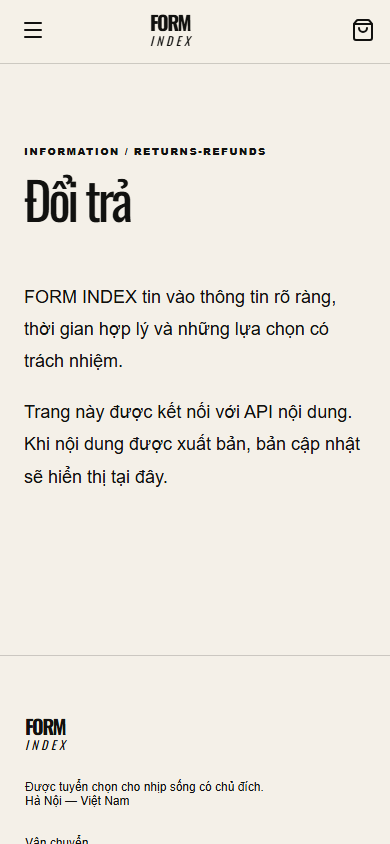 FORM
INDEX
INFORMATION / RETURNS-REFUNDS
Đổi trả
FORM INDEX tin vào thông tin rõ ràng,
thời gian hợp lý và những lựa chọn có
trách nhiệm.
Trang này được kết nối với API nội dung.
Khi nội dung được xuất bản, bản cập nhật
sẽ hiển thị tại đây.
FORM
INDEX
Được tuyển chọn cho nhịp sống có chủ đích.
Hà Nội — Việt Nam
Vận chuyển